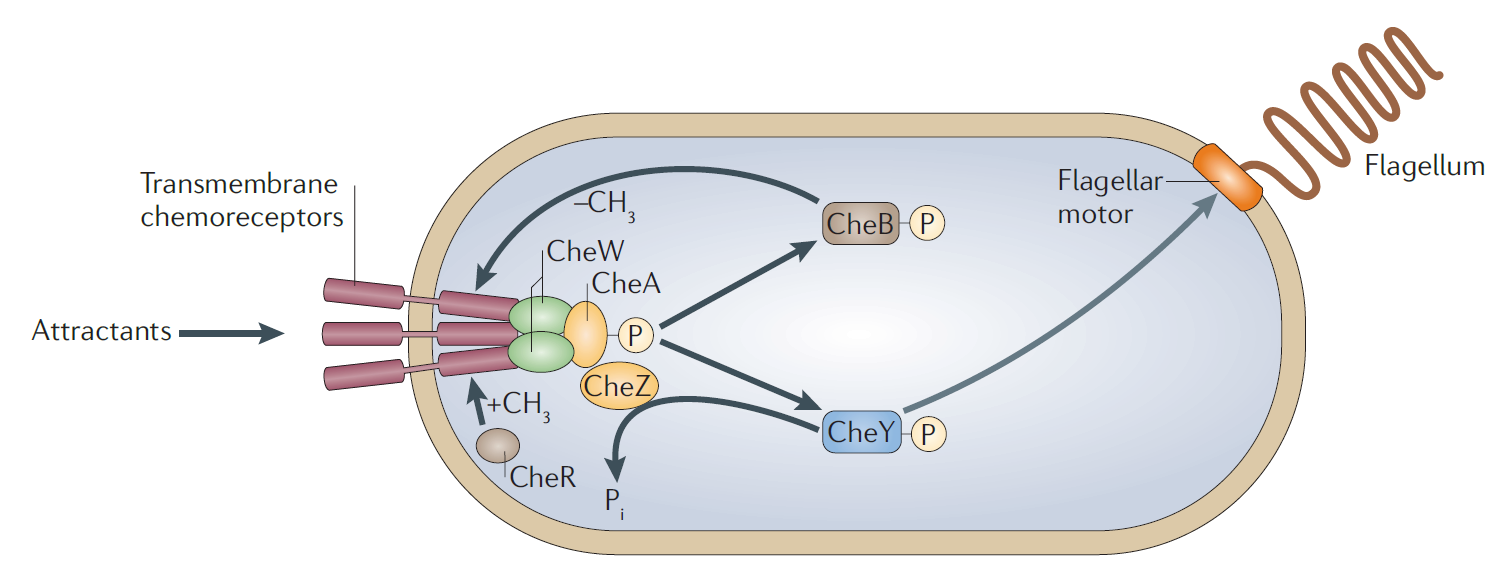 Transmembrane
chemoreceptors
Attractants
–CH3
CheW
CheA
P
CheZ
+CH3
CheR
Pi
CheB
P
CheY
P
Flagellar
motor
Flagellum